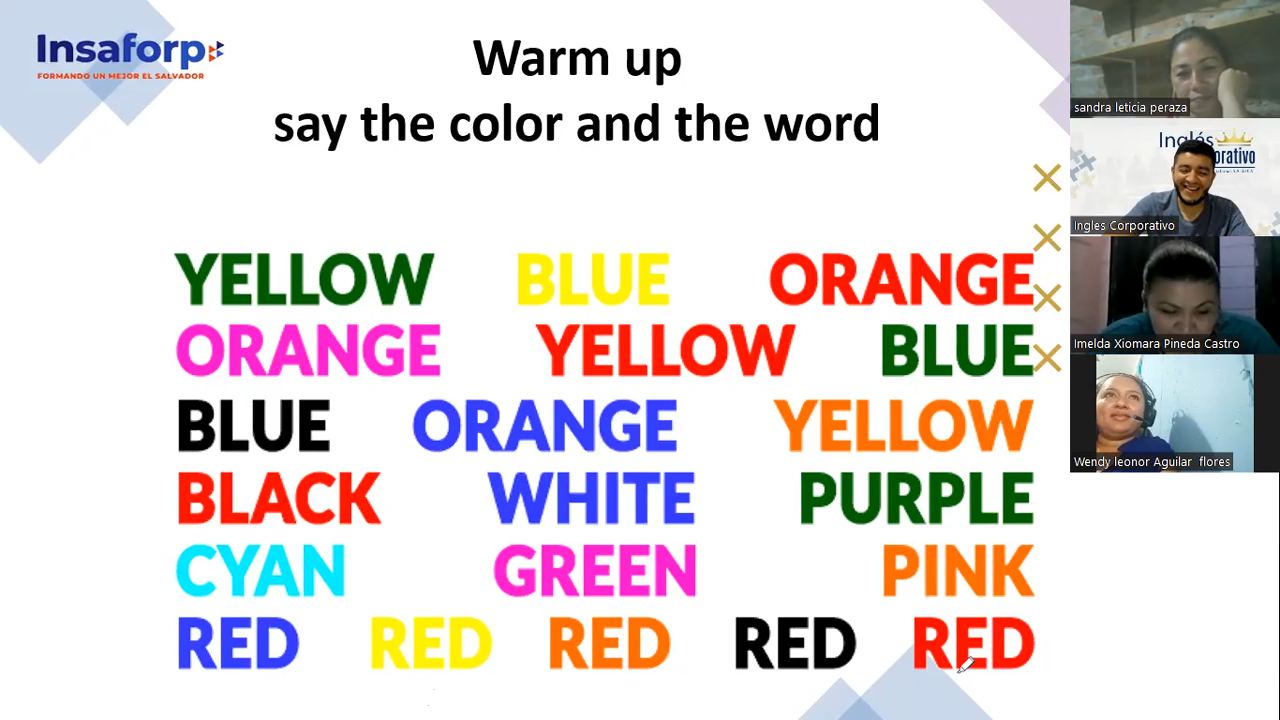 Insaforp
FORMANDO UN MEJOR EL SALVADOR
Warm up
say the color and the word
YELLOW BLUE ORANGE
ORANGE YELLOW BLUE
BLUE ORANGE YELLOW
BLACK WHITE PURPLE
CYAN GREEN PINK
RED RED RED RED RED
sandra leticia peraza
Inglés
orativo
Ingles Corporativo
Imelda Xiomara Pineda Castro
Wendy leonor Aguilar flores